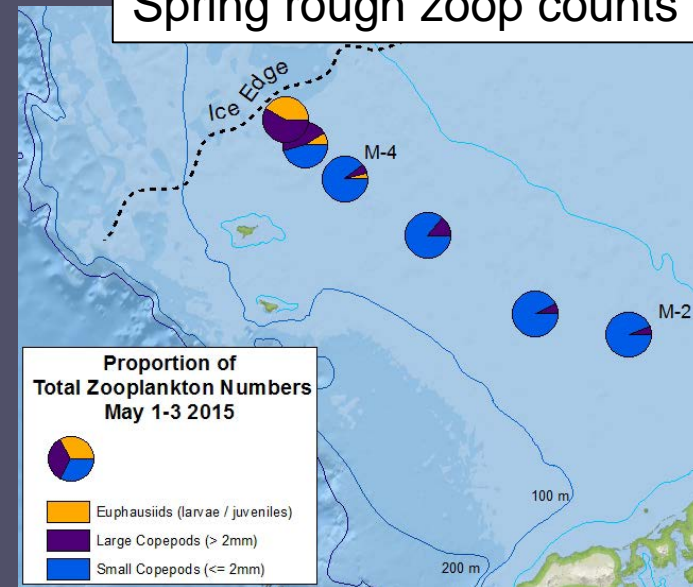 Spring rough zoop counts
Ice Edge
M-4
M-2
Proportion of
Total Zooplankton Numbers
May 1-3 2015
Euphausiids (larvae / juveniles)
Large Copepods (> 2mm)
Small Copepods (<= 2mm)
100 m
200 m